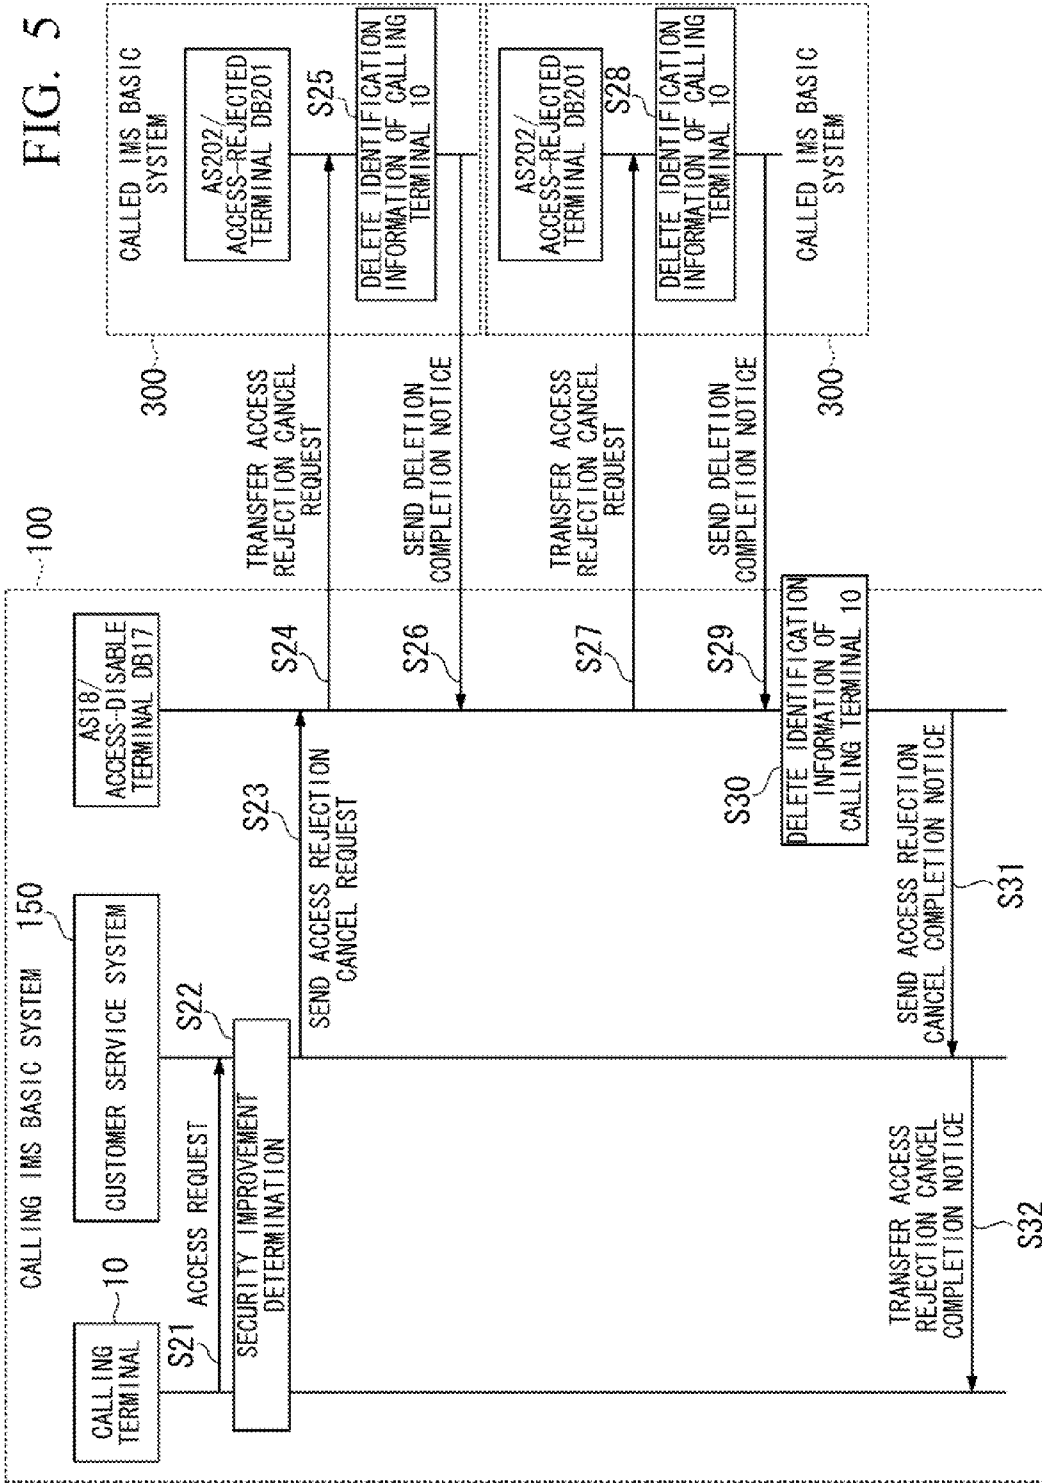 FIG. 5
CALLING IMS BASIC SYSTEM
100
CALLING
TERMINAL
10
CUSTOMER SERVICE SYSTEM
150
AS18/
ACCESS-DISABLE
TERMINAL DB17
CALLED IMS BASIC
SYSTEM
300
AS202/
ACCESS-REJECTED
TERMINAL DB201
S21
ACCESS REQUEST
S22
SECURITY IMPROVEMENT
DETERMINATION
S23
SEND ACCESS REJECTION
CANCEL REQUEST
S24
TRANSFER ACCESS
REJECTION CANCEL
REQUEST
S25
DELETE IDENTIFICATION
INFORMATION OF CALLING
TERMINAL 10
S26
SEND DELETION
COMPLETION NOTICE
AS202/
ACCESS-REJECTED
TERMINAL DB201
S27
TRANSFER ACCESS
REJECTION CANCEL
REQUEST
S28
DELETE IDENTIFICATION
INFORMATION OF CALLING
TERMINAL 10
S29
SEND DELETION
COMPLETION NOTICE
CALLED IMS BASIC
SYSTEM
300
S30
DELETE IDENTIFICATION
INFORMATION OF
CALLING TERMINAL 10
SEND ACCESS REJECTION
CANCEL COMPLETION NOTICE
S31
TRANSFER ACCESS
REJECTION CANCEL
COMPLETION NOTICE
S32